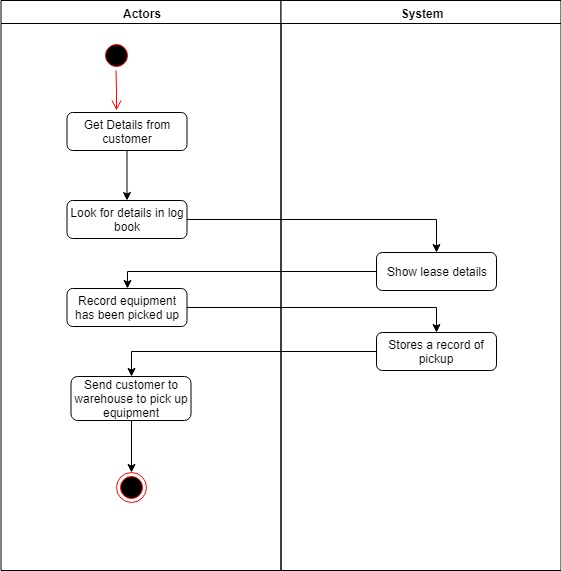 Actors
System
Get Details from
customer
Look for details in log
book
Show lease details
Record equipment
has been picked up
Stores a record of
pickup
Send customer to
warehouse to pick up
equipment